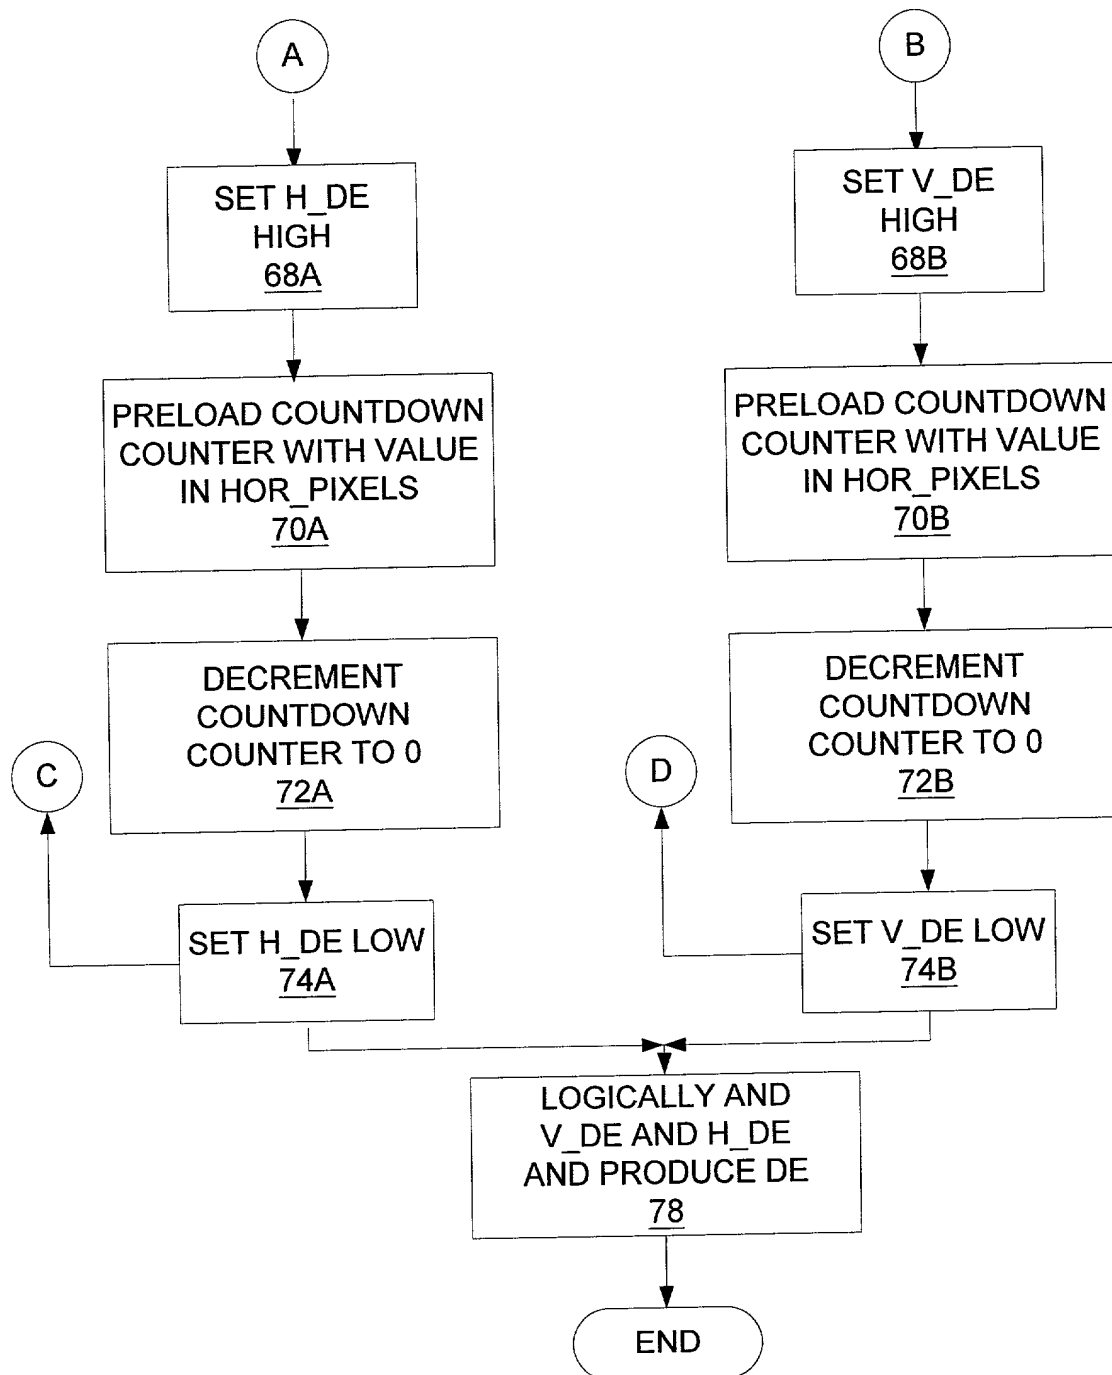 A
SET H_DE
HIGH
68A
PRELOAD COUNTDOWN
COUNTER WITH VALUE
IN HOR_PIXELS
70A
DECREMENT
COUNTDOWN
COUNTER TO 0
72A
C
SET H_DE LOW
74A
B
SET V_DE
HIGH
68B
PRELOAD COUNTDOWN
COUNTER WITH VALUE
IN HOR_PIXELS
70B
DECREMENT
COUNTDOWN
COUNTER TO 0
72B
D
SET V_DE LOW
74B
LOGICALLY AND
V_DE AND H_DE
AND PRODUCE DE
78
END